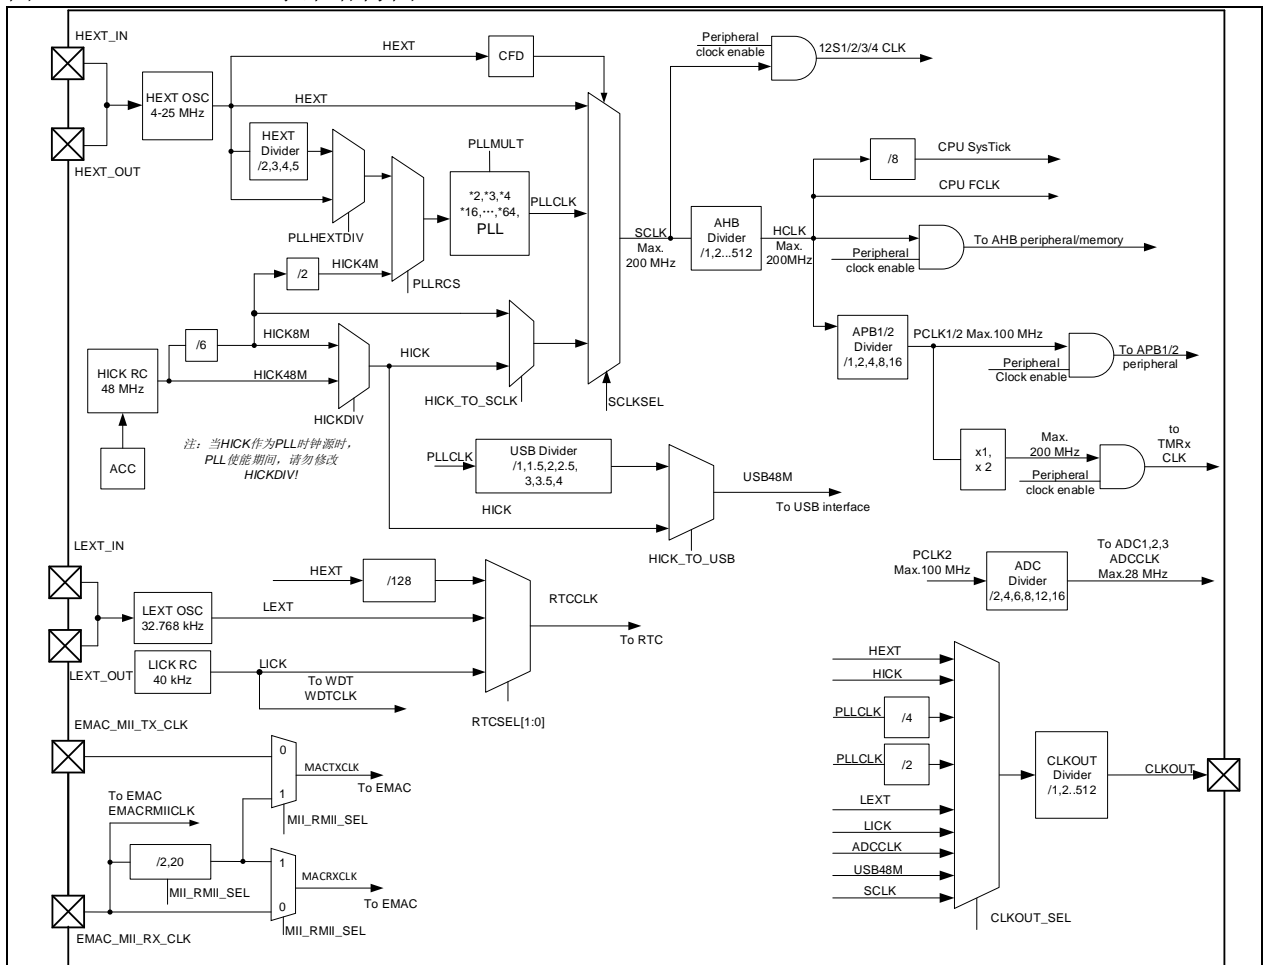 HEXT_IN
HEXT_OUT
HEXT OSC
4-25 MHz
HEXT
CFD
HEXT
HEXT
Divider
/2,3,4,5
PLLHEXTDIV
PLLMULT
*2,*3,*4
*16,…,*64,
PLL
PLLCLK
/2
HICK4M
PLLRCS
/6
HICK8M
HICK RC
48 MHz
HICK48M
HICKDIV
HICK
HICK_TO_SCLK
SCLKSEL
ACC
注：当HICK作为PLL时钟源时，
PLL使能期间，请勿修改
HICKDIV!
Peripheral
clock enable
12S1/2/3/4 CLK
SCLK
Max.
200 MHz
AHB
Divider
/1,2...512
HCLK
Max.
200MHz
/8
CPU SysTick
CPU FCLK
Peripheral
clock enable
To AHB peripheral/memory
APB1/2
Divider
/1,2,4,8,16
PCLK1/2 Max.100 MHz
Peripheral
Clock enable
To APB1/2
peripheral
x1,
x 2
Max.
200 MHz
Peripheral
clock enable
to
TMRx
CLK
PLLCLK
USB Divider
/1,1.5,2,2.5,
3,3.5,4
HICK
HICK_TO_USB
USB48M
To USB interface
PCLK2
Max.100 MHz
ADC
Divider
/2,4,6,8,12,16
To ADC1,2,3
ADCCLK
Max.28 MHz
LEXT_IN
LEXT_OUT
LEXT OSC
32.768 kHz
LEXT
HEXT
/128
LICK RC
40 kHz
LICK
To WDT
WDTCLK
RTCCLK
To RTC
RTCSEL[1:0]
EMAC_MII_TX_CLK
0
1
MACTXCLK
To EMAC
MII_RMII_SEL
To EMAC
EMACRMIICLK
/2,20
MII_RMII_SEL
1
0
MACRXCLK
To EMAC
MII_RMII_SEL
EMAC_MII_RX_CLK
HEXT
HICK
PLLCLK
/4
PLLCLK
/2
LEXT
LICK
ADCCLK
USB48M
SCLK
CLKOUT_SEL
CLKOUT
Divider
/1,2..512
CLKOUT